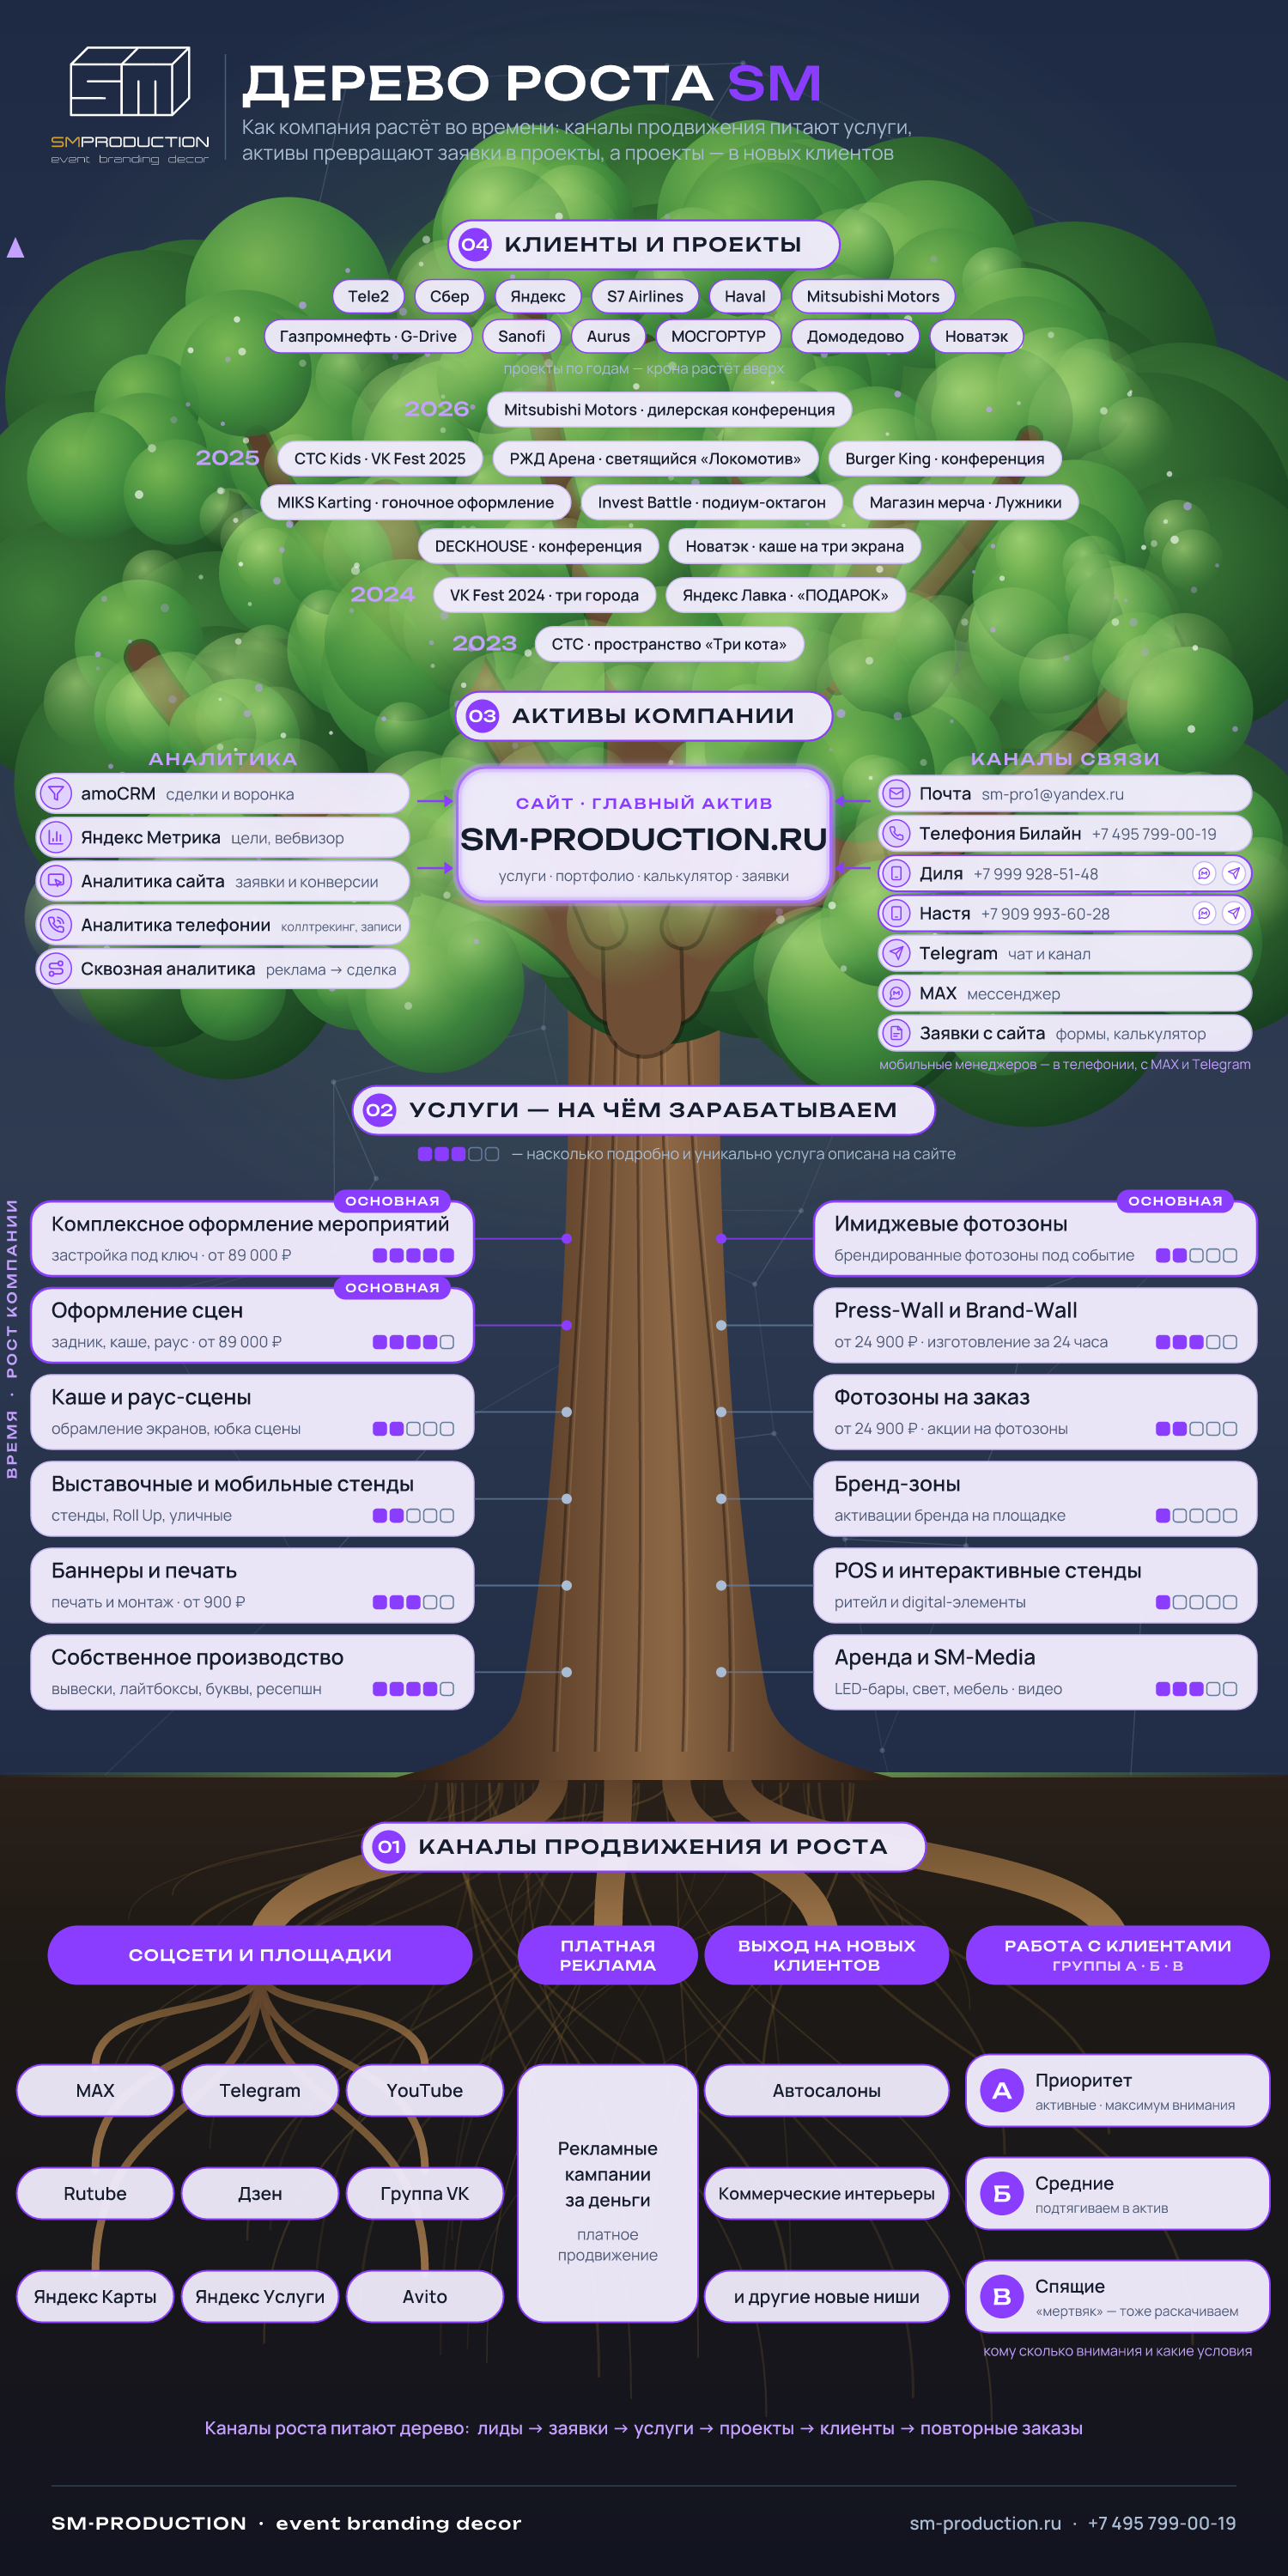 SM
SMPRODUCTION
event branding decor
ДЕРЕВО РОСТА SM
Как компания растёт во времени: каналы продвижения питают услуги,
активы превращают заявки в проекты, а проекты — в новых клиентов
04 КЛИЕНТЫ И ПРОЕКТЫ
Tele2 Сбер Яндекс S7 Airlines Haval Mitsubishi Motors
Газпромнефть · G-Drive Sanofi Aurus МОСГОРТУР Домодедово Новатэк
проекты по годам — крона растёт вверх
2026 Mitsubishi Motors · дилерская конференция
2025 СТС Kids · VK Fest 2025 РЖД Арена · светящийся «Локомотив» Burger King · конференция
MIKS Karting · гоночное оформление Invest Battle · подиум-октагон Магазин мерча · Лужники
DECKHOUSE · конференция Новатэк · каше на три экрана
2024 VK Fest 2024 · три города Яндекс Лавка · «ПОДАРОК»
2023 СТС · пространство «Три кота»
03 АКТИВЫ КОМПАНИИ
АНАЛИТИКА
amoCRM сделки и воронка
Яндекс Метрика цели, вебвизор
Аналитика сайта заявки и конверсии
Аналитика телефонии коллтрекинг, записи
Сквозная аналитика реклама → сделка
САЙТ · ГЛАВНЫЙ АКТИВ
SM-PRODUCTION.RU
услуги · портфолио · калькулятор · заявки
КАНАЛЫ СВЯЗИ
Почта sm-pro1@yandex.ru
Телефония Билайн +7 495 799-00-19
Диля +7 999 928-51-48
Настя +7 909 993-60-28
Telegram чат и канал
MAX мессенджер
Заявки с сайта формы, калькулятор
мобильные менеджеров — в телефонии, с MAX и Telegram
02 УСЛУГИ — НА ЧЁМ ЗАРАБАТЫВАЕМ
— насколько подробно и уникально услуга описана на сайте
ВРЕМЯ · РОСТ КОМПАНИИ
ОСНОВНАЯ
Комплексное оформление мероприятий
застройка под ключ · от 89 000 ₽
ОСНОВНАЯ
Оформление сцен
задник, каше, раус · от 89 000 ₽
Каше и раус-сцены
обрамление экранов, юбка сцены
Выставочные и мобильные стенды
стенды, Roll Up, уличные
Баннеры и печать
печать и монтаж · от 900 ₽
Собственное производство
вывески, лайтбоксы, буквы, ресепшн
ОСНОВНАЯ
Имиджевые фотозоны
брендированные фотозоны под событие
Press-Wall и Brand-Wall
от 24 900 ₽ · изготовление за 24 часа
Фотозоны на заказ
от 24 900 ₽ · акции на фотозоны
Бренд-зоны
активации бренда на площадке
POS и интерактивные стенды
ритейл и digital-элементы
Аренда и SM-Media
LED-бары, свет, мебель · видео
01 КАНАЛЫ ПРОДВИЖЕНИЯ И РОСТА
СОЦСЕТИ И ПЛОЩАДКИ
MAX Telegram YouTube
Rutube Дзен Группа VK
Яндекс Карты Яндекс Услуги Avito
ПЛАТНАЯ
РЕКЛАМА
Рекламные
кампании
за деньги
платное
продвижение
ВЫХОД НА НОВЫХ
КЛИЕНТОВ
Автосалоны
Коммерческие интерьеры
и другие новые ниши
РАБОТА С КЛИЕНТАМИ
ГРУППЫ А · Б · В
А Приоритет
активные · максимум внимания
Б Средние
подтягиваем в актив
В Спящие
«мертвяк» — тоже раскачиваем
кому сколько внимания и какие условия
Каналы роста питают дерево: лиды → заявки → услуги → проекты → клиенты → повторные заказы
SM-PRODUCTION · event branding decor
sm-production.ru · +7 495 799-00-19